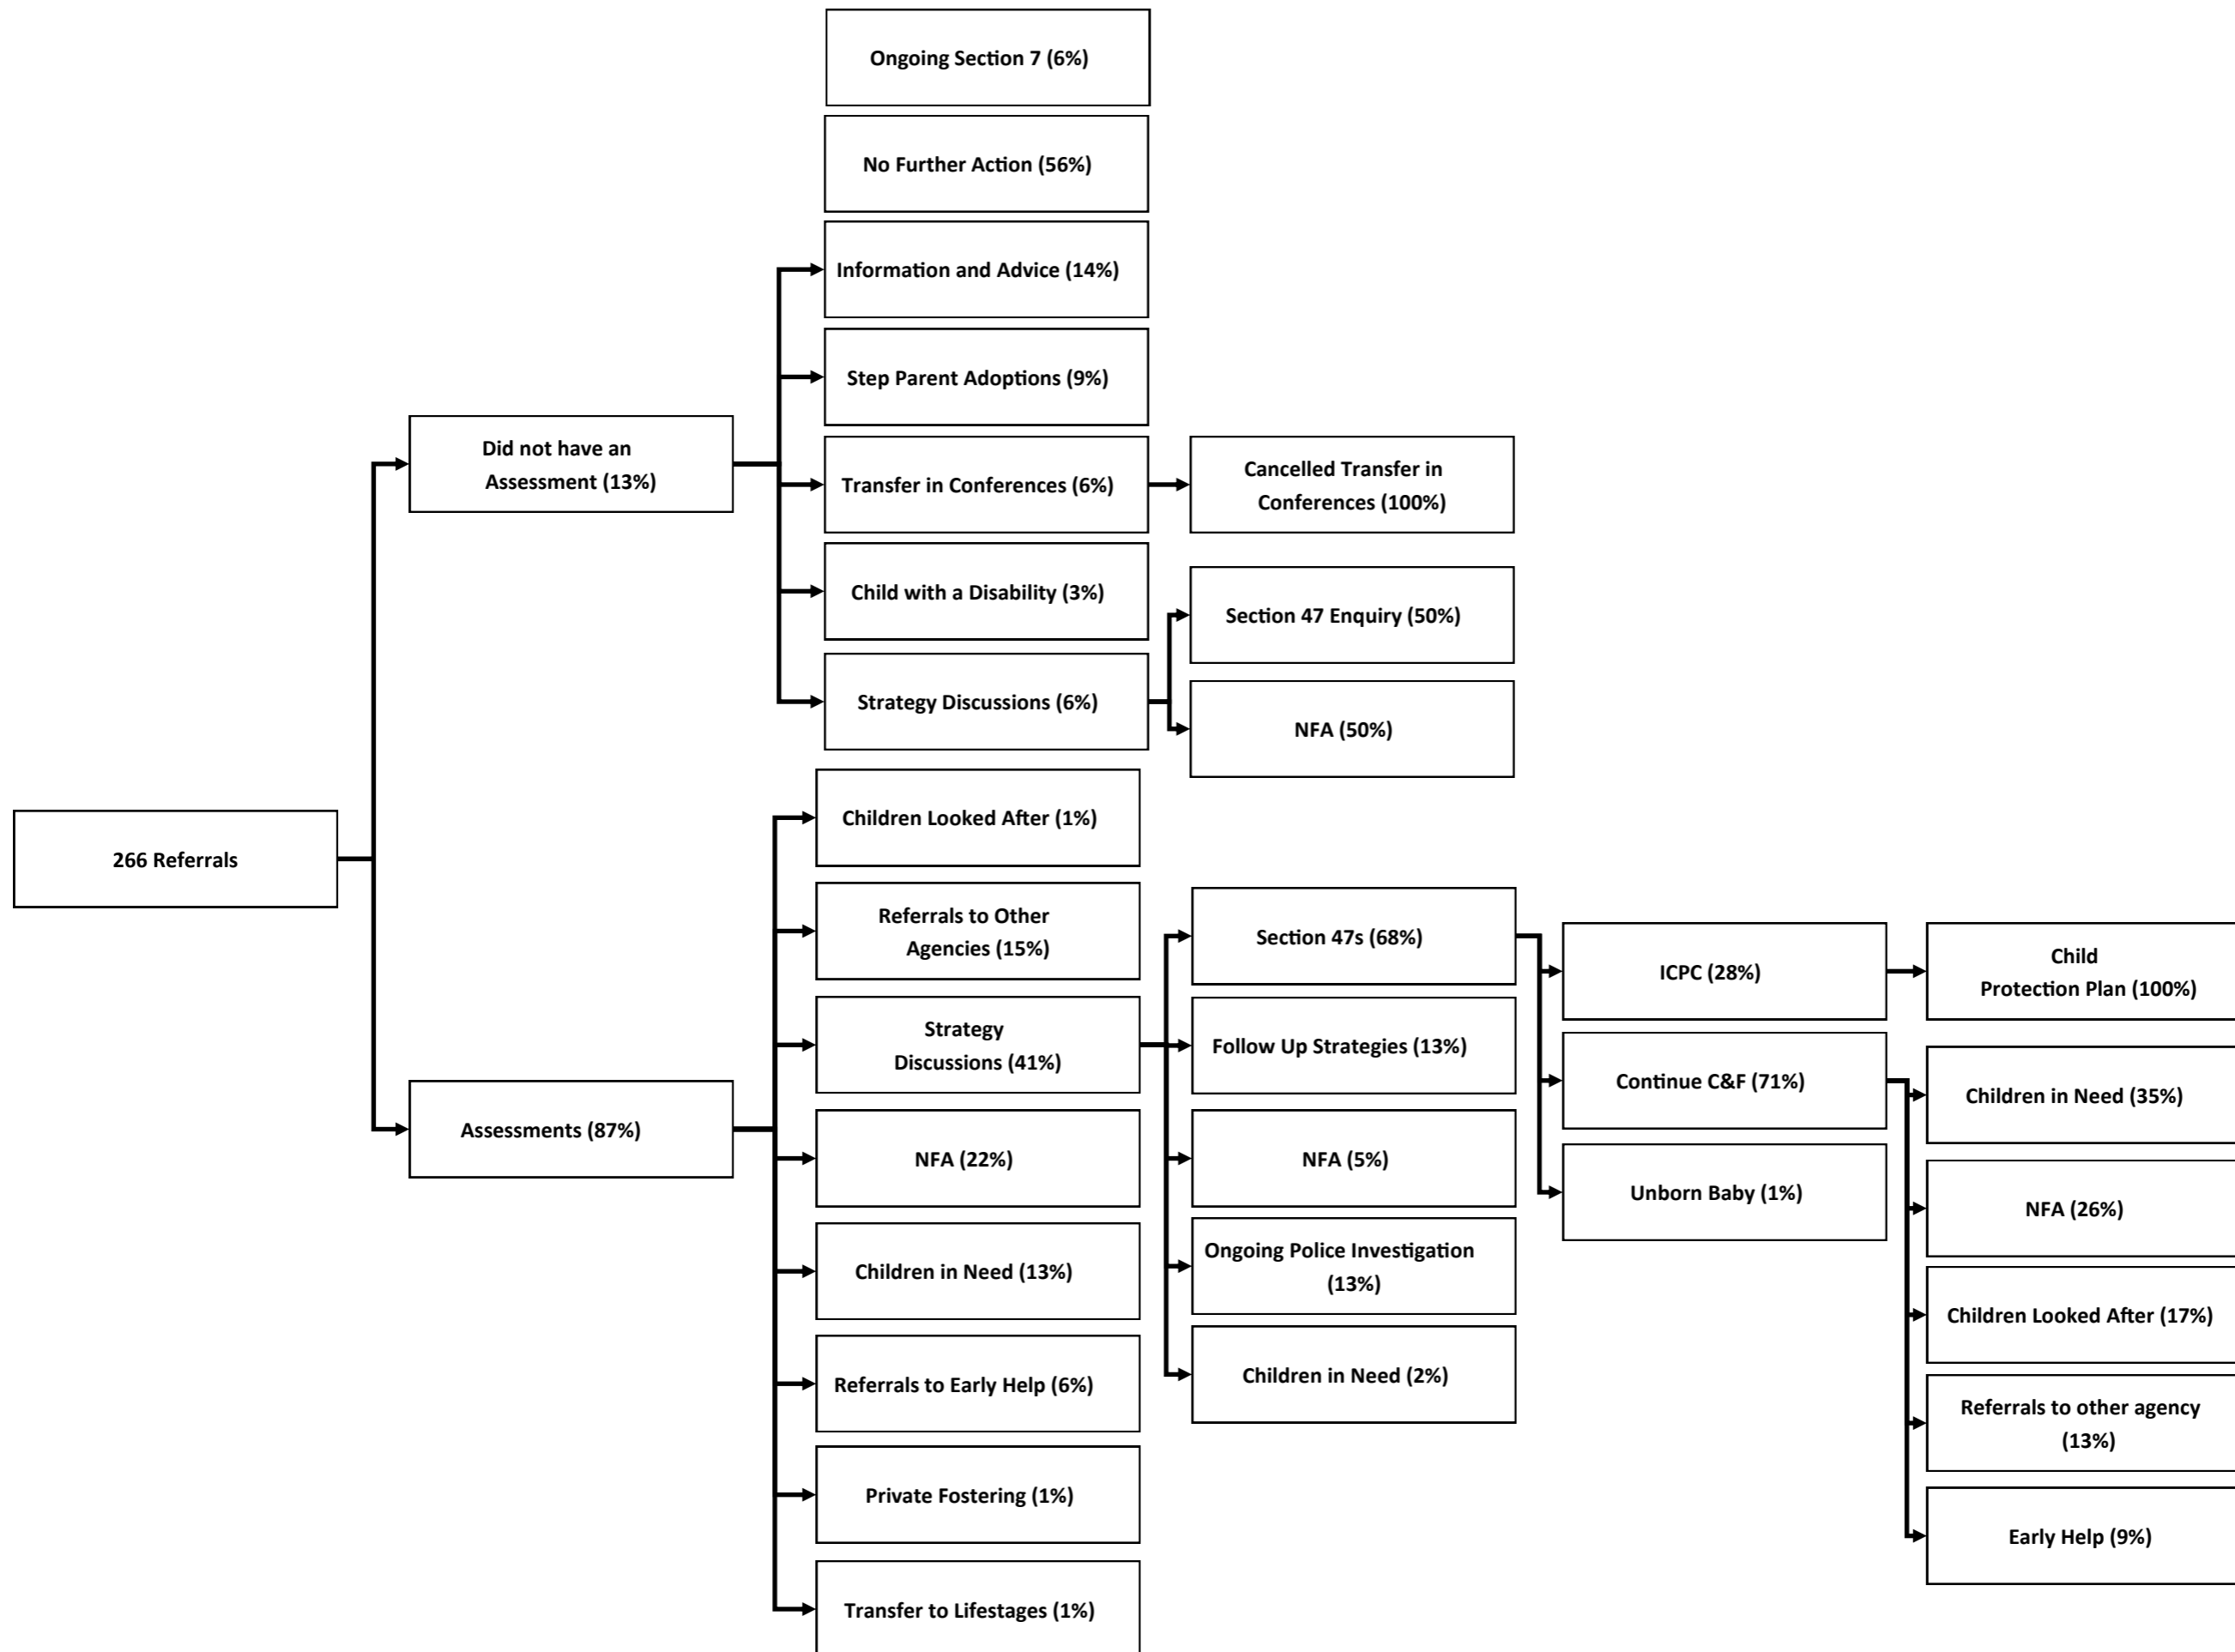 Ongoing Section 7 (6%)
No Further Action (56%)
Information and Advice (14%)
Step Parent Adoptions (9%)
Did not have an
Assessment (13%)
Transfer in Conferences (6%)
Cancelled Transfer in
Conferences (100%)
Child with a Disability (3%)
Section 47 Enquiry (50%)
Strategy Discussions (6%)
NFA (50%)
Children Looked After (1%)
266 Referrals
Referrals to Other
Agencies (15%)
Section 47s (68%)
ICPC (28%)
Child
Protection Plan (100%)
Strategy
Discussions (41%)
Follow Up Strategies (13%)
Continue C&F (71%)
Children in Need (35%)
Assessments (87%)
NFA (22%)
NFA (5%)
Unborn Baby (1%)
NFA (26%)
Children in Need (13%)
Ongoing Police Investigation
(13%)
Children Looked After (17%)
Referrals to Early Help (6%)
Children in Need (2%)
Referrals to other agency
(13%)
Private Fostering (1%)
Early Help (9%)
Transfer to Lifestages (1%)